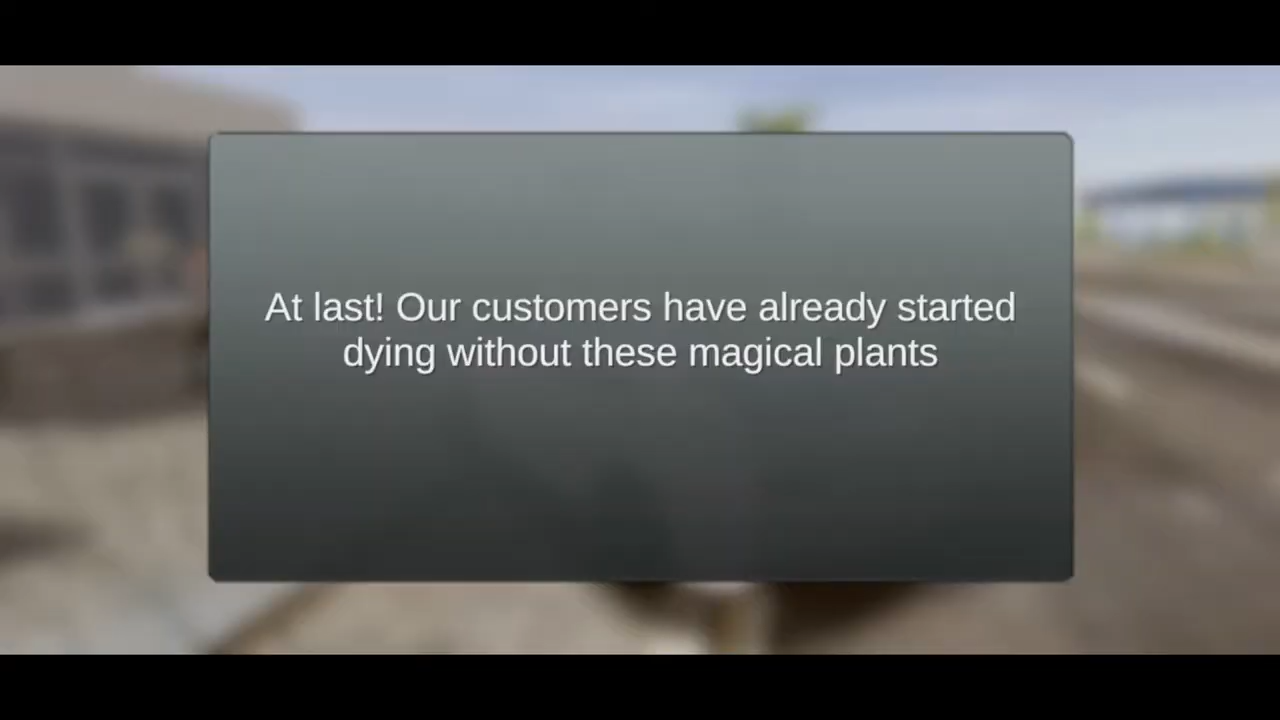 At last! Our customers have already started
dying without these magical plants